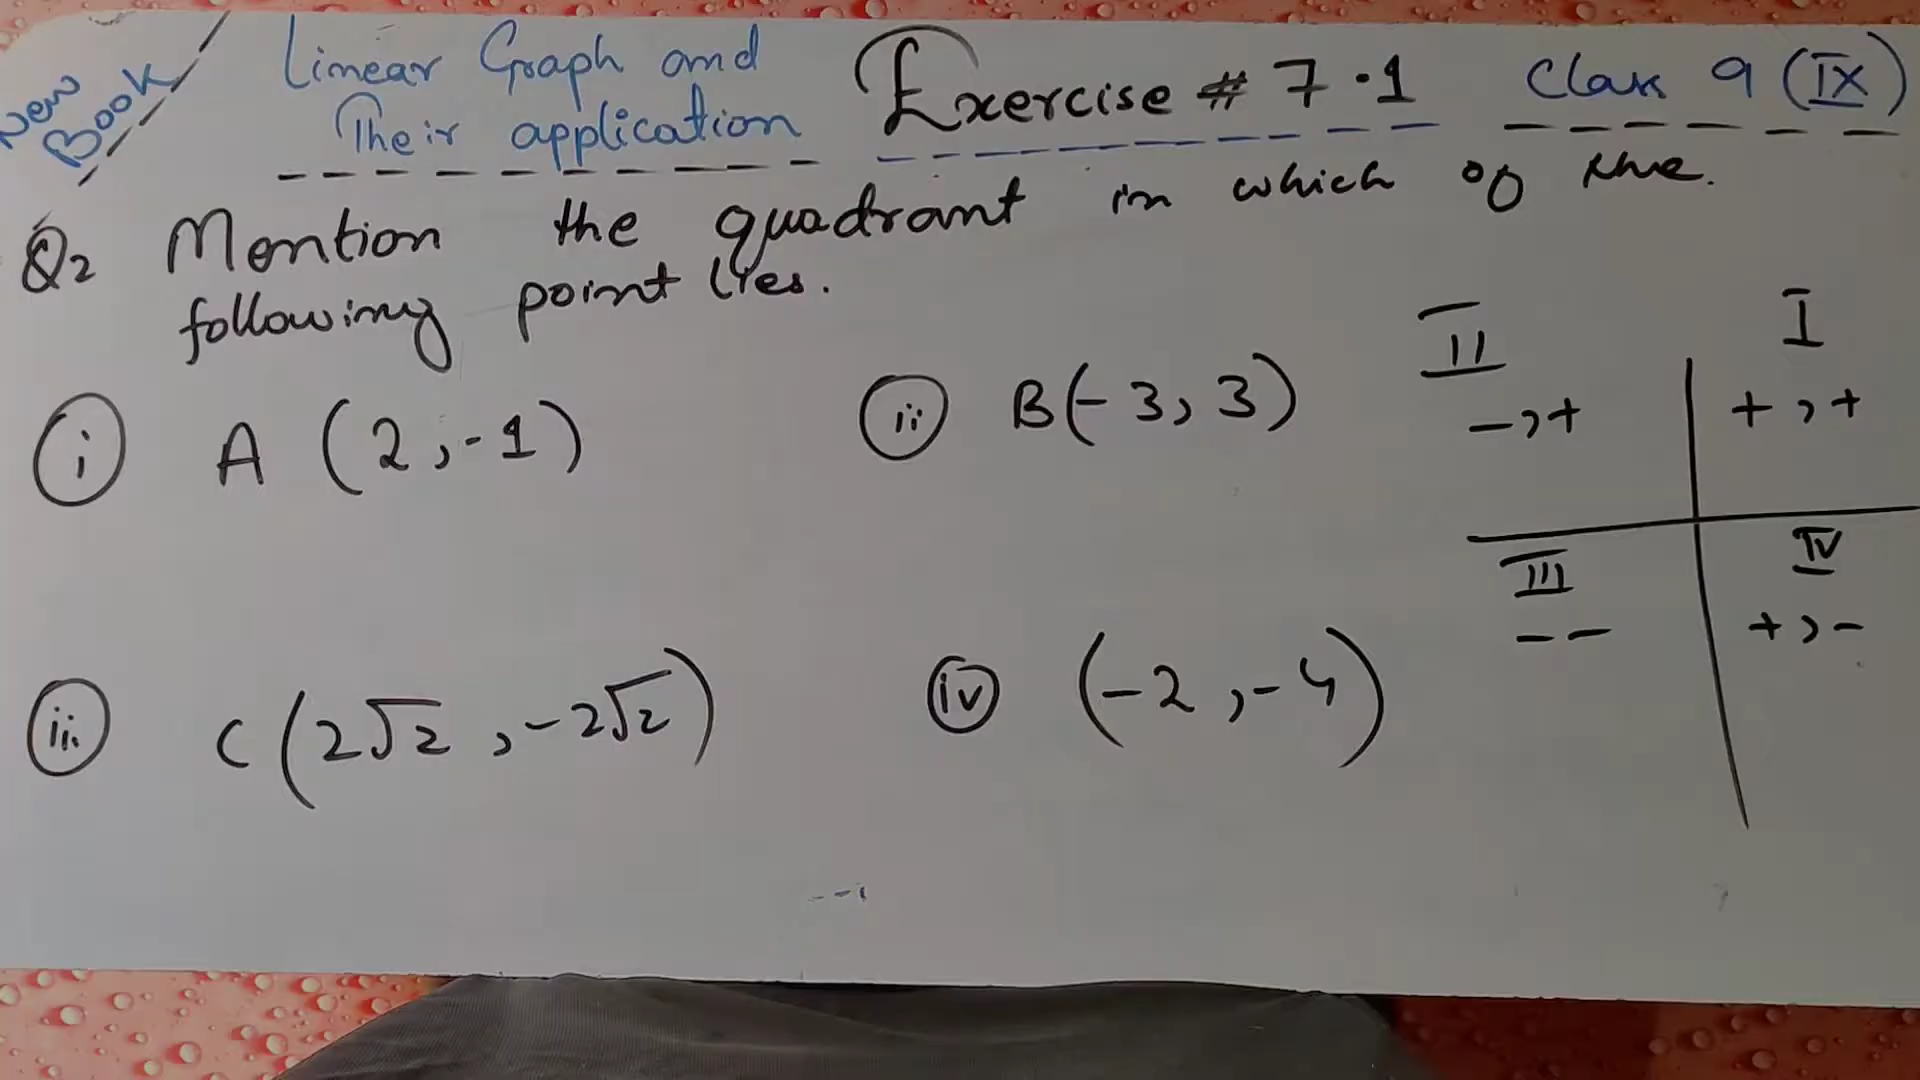 New Book
Linear Graph and
Their application
Exercise # 7.1
Class 9 (IX)
Q2 Mention the quadrant in which of the
following point lies.
i A (2, -1)
ii B(-3, 3)
II I
-,+ +,+
III IV
-- +,-
iii C(2√2, -2√2)
iv (-2, -4)